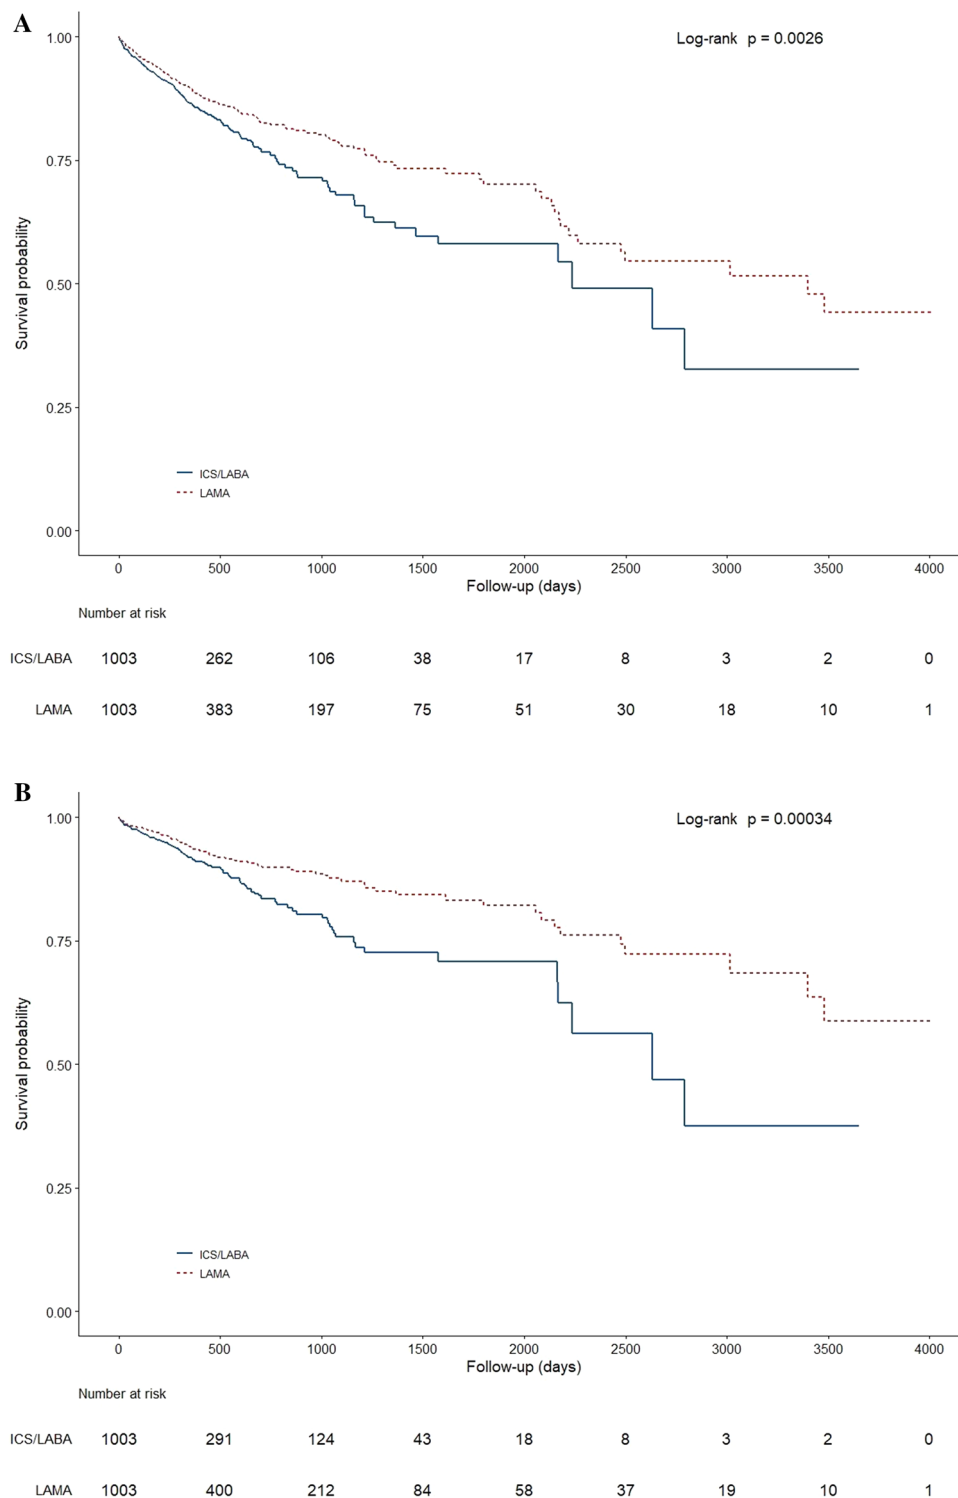 A
Log-rank p = 0.0026
1.00
0.75
0.50
0.25
0.00
Survival probability
ICS/LABA
LAMA
0 500 1000 1500 2000 2500 3000 3500 4000
Follow-up (days)
Number at risk
ICS/LABA 1003 262 106 38 17 8 3 2 0
LAMA 1003 383 197 75 51 30 18 10 1
B
Log-rank p = 0.00034
1.00
0.75
0.50
0.25
0.00
Survival probability
ICS/LABA
LAMA
0 500 1000 1500 2000 2500 3000 3500 4000
Follow-up (days)
Number at risk
ICS/LABA 1003 291 124 43 18 8 3 2 0
LAMA 1003 400 212 84 58 37 19 10 1